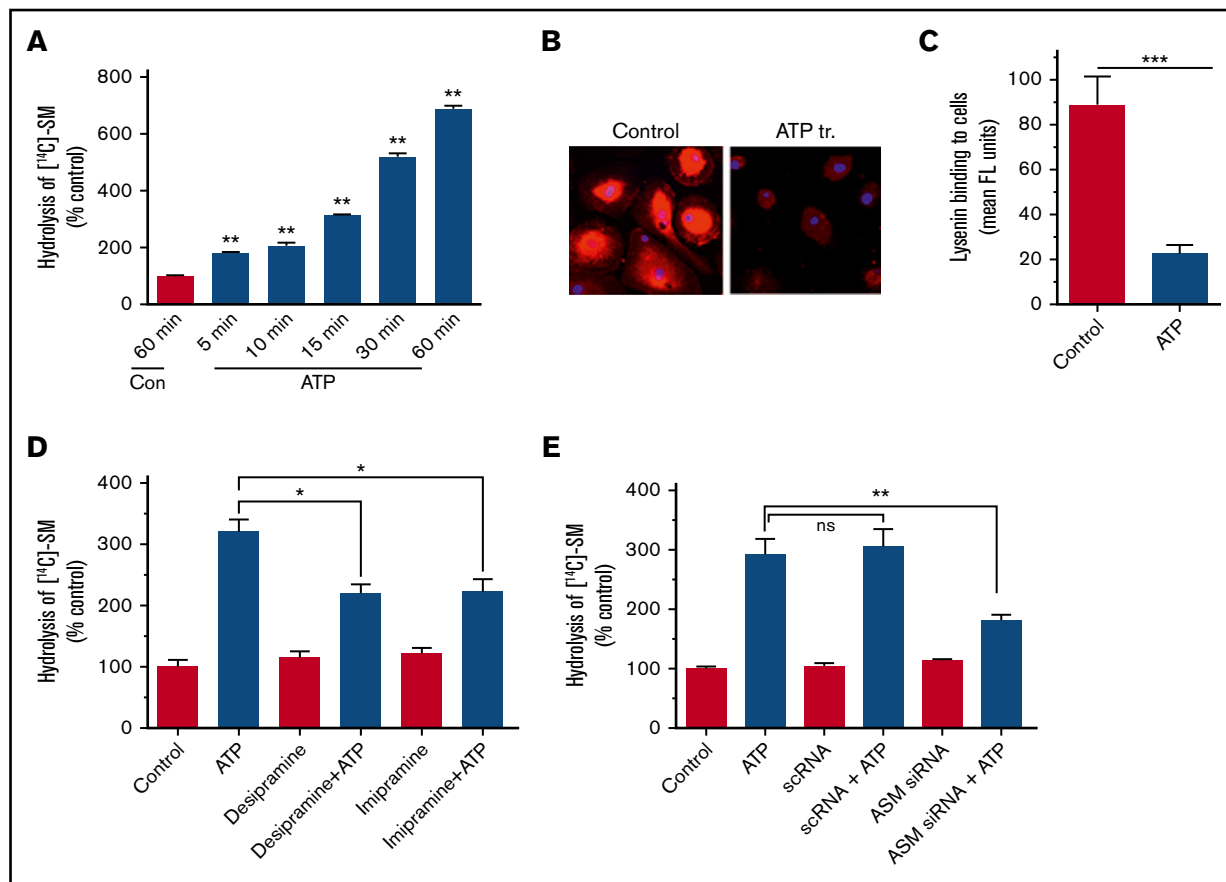 A
Hydrolysis of [¹⁴C]-SM
(% control)
800
600
400
200
0
**
**
**
**
**
60 min
5 min
10 min
15 min
30 min
60 min
Con
ATP
B
Control
ATP tr.
C
Lysenin binding to cells
(mean FL units)
100
80
60
40
20
0
***
Control
ATP
D
Hydrolysis of [¹⁴C]-SM
(% control)
400
300
200
100
0
*
*
Control
ATP
Desipramine
Desipramine+ATP
Imipramine
Imipramine+ATP
E
Hydrolysis of [¹⁴C]-SM
(% control)
400
300
200
100
0
**
ns
Control
ATP
scRNA
scRNA + ATP
ASM siRNA
ASM siRNA + ATP